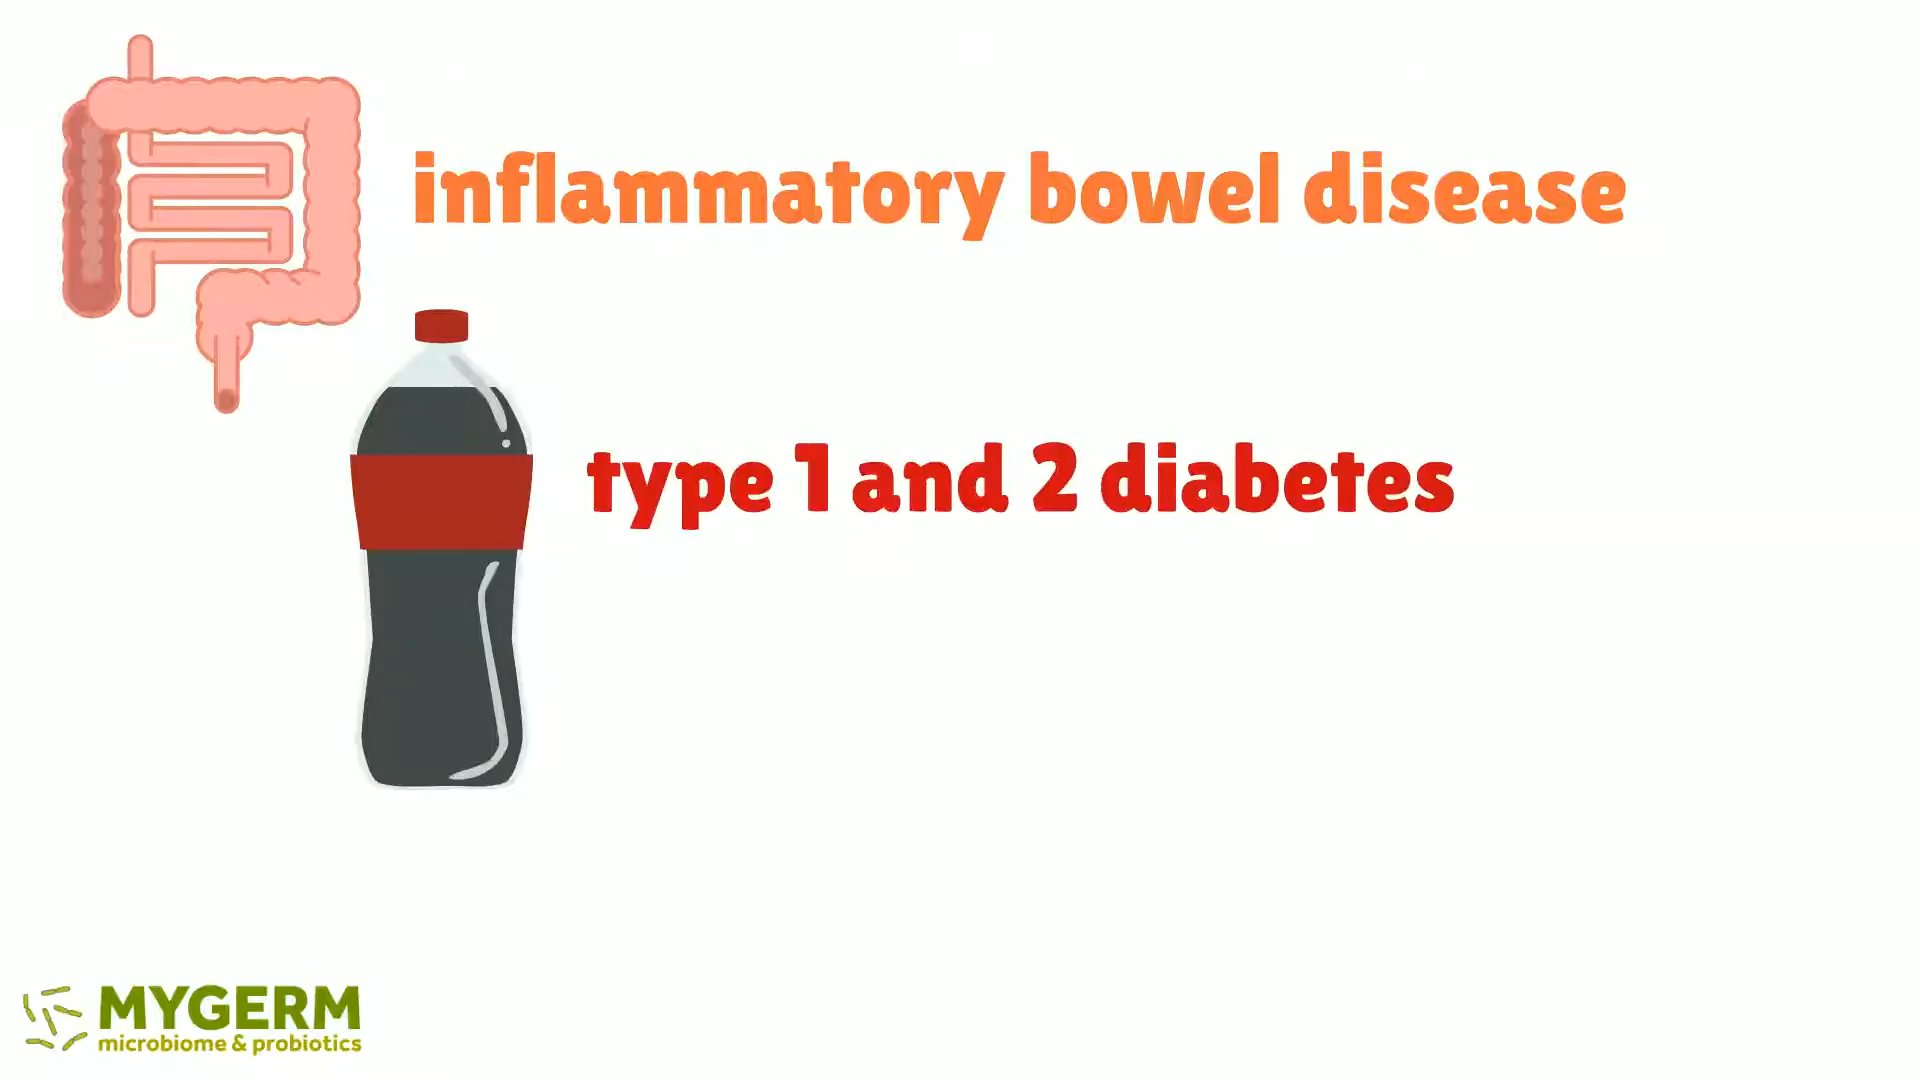 inflammatory bowel disease
type 1 and 2 diabetes
MYGERM
microbiome & probiotics